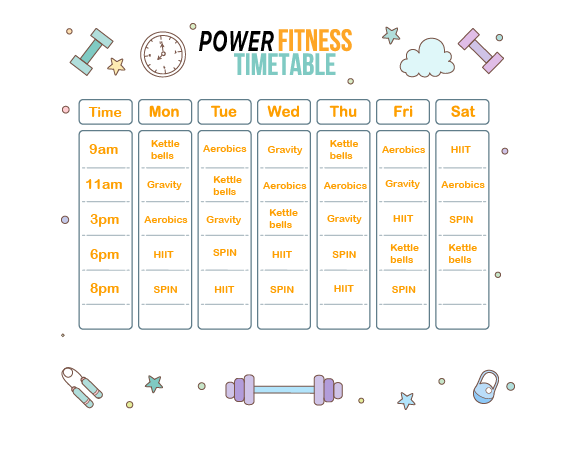 POWER FITNESS
TIMETABLE
Time Mon Tue Wed Thu Fri Sat
9am Kettle bells Aerobics Gravity Kettle bells Aerobics HIIT
11am Gravity Kettle bells Aerobics Aerobics Gravity Aerobics
3pm Aerobics Gravity Kettle bells Gravity HIIT SPIN
6pm HIIT SPIN HIIT SPIN Kettle bells Kettle bells
8pm SPIN HIIT SPIN HIIT SPIN